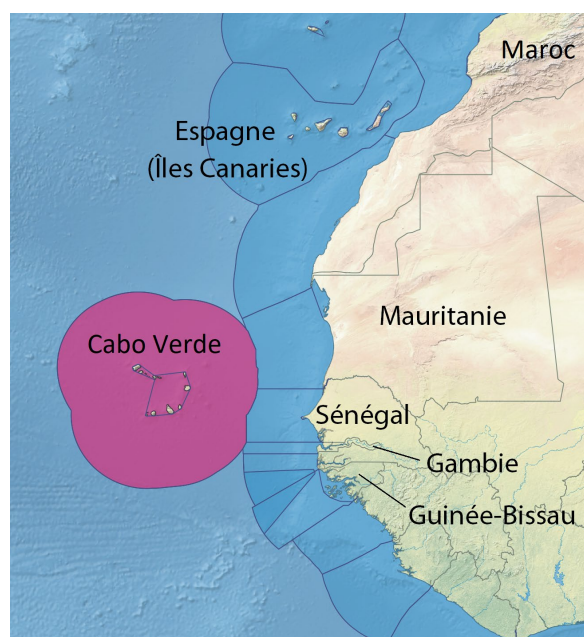 Maroc
Espagne
(Îles Canaries)
Mauritanie
Cabo Verde
Sénégal
Gambie
Guinée-Bissau